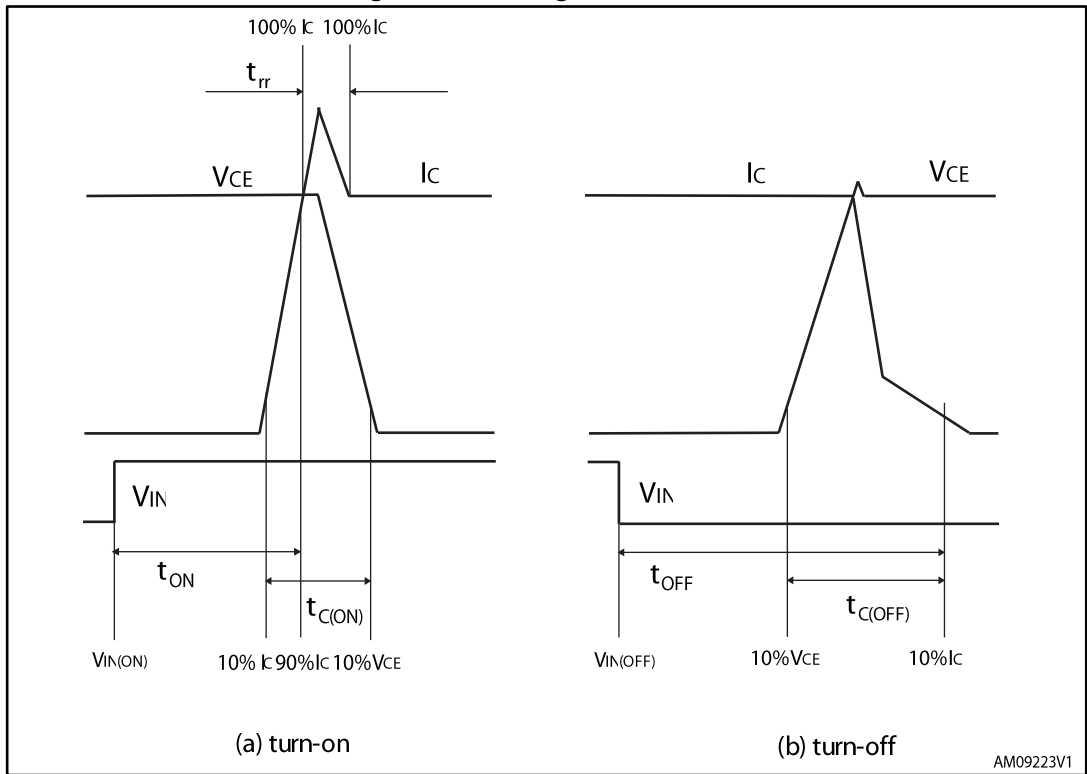 100% IC 100% IC
trr
VCE
IC
VIN
tON
tC(ON)
VIN(ON)
10% IC 90% IC 10% VCE
(a) turn-on
IC
VCE
VIN
tOFF
tC(OFF)
VIN(OFF)
10% VCE
10% IC
(b) turn-off
AM09223V1